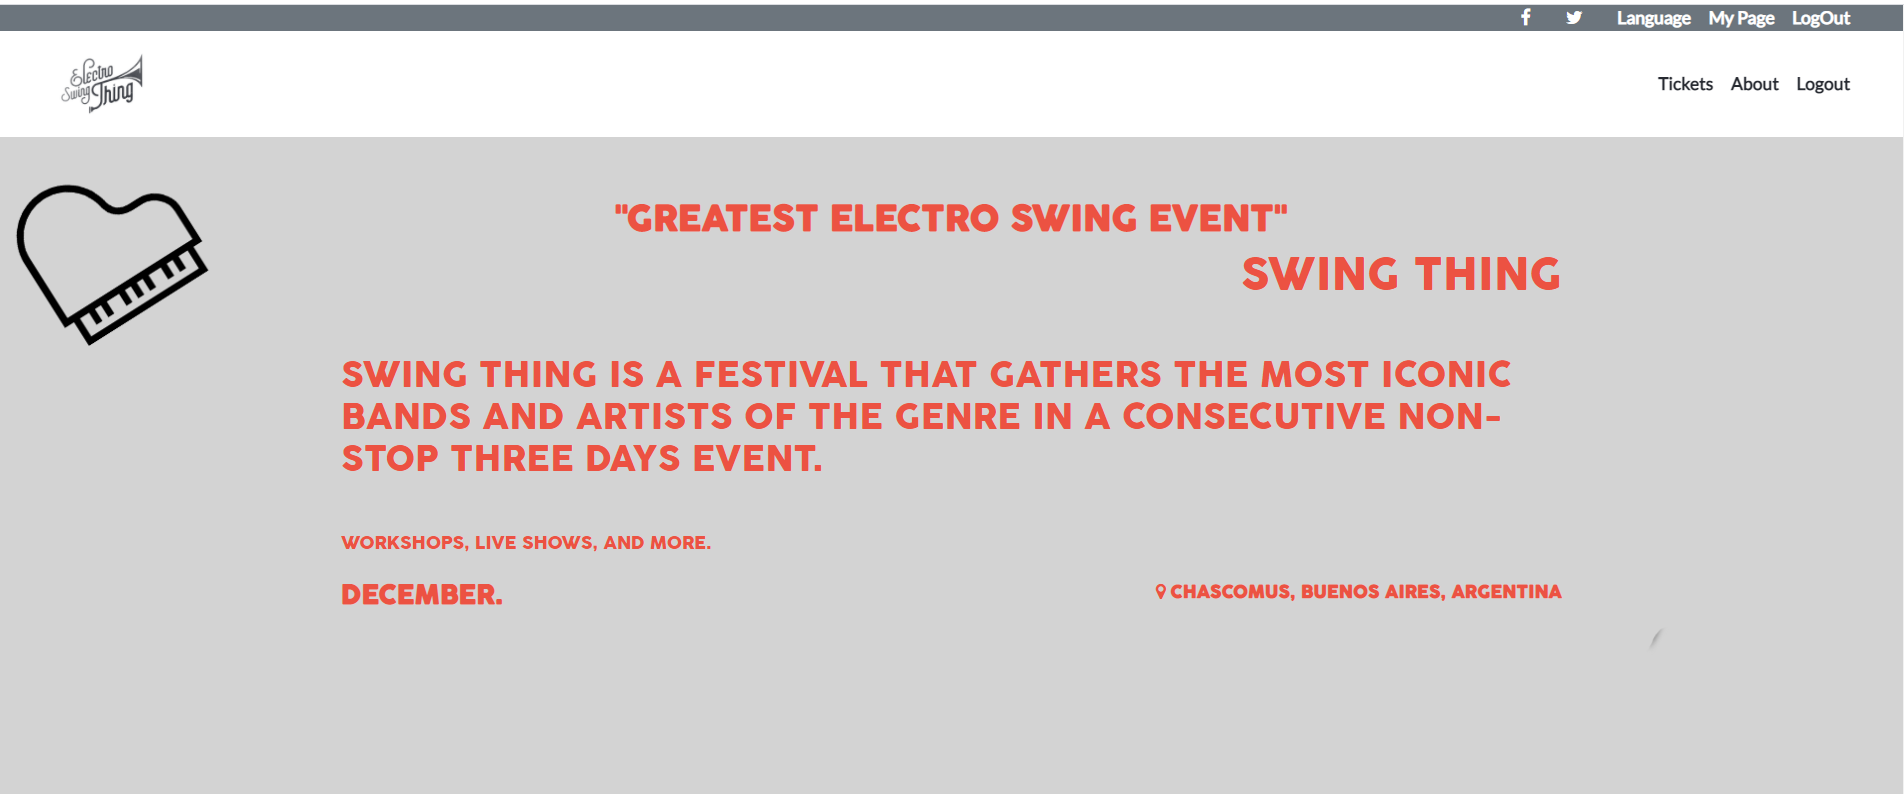 Language My Page LogOut
Electro
Swing Thing
Tickets About Logout
"GREATEST ELECTRO SWING EVENT"
SWING THING
SWING THING IS A FESTIVAL THAT GATHERS THE MOST ICONIC
BANDS AND ARTISTS OF THE GENRE IN A CONSECUTIVE NON-
STOP THREE DAYS EVENT.
WORKSHOPS, LIVE SHOWS, AND MORE.
DECEMBER.
CHASCOMUS, BUENOS AIRES, ARGENTINA